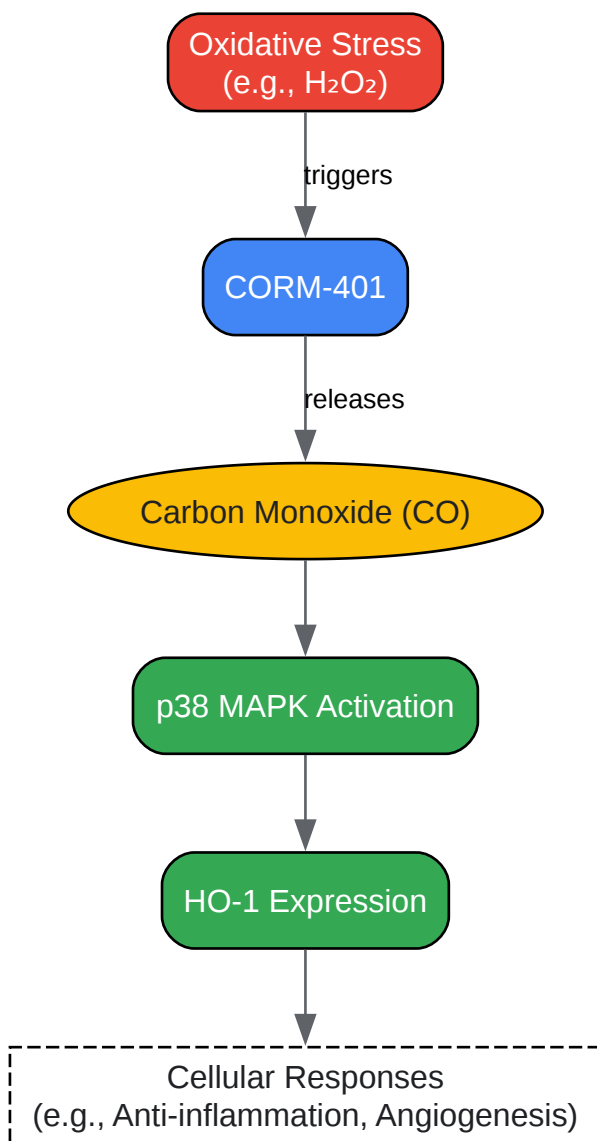 Oxidative Stress
(e.g., H₂O₂)
triggers
CORM-401
releases
Carbon Monoxide (CO)
p38 MAPK Activation
HO-1 Expression
Cellular Responses
(e.g., Anti-inflammation, Angiogenesis)